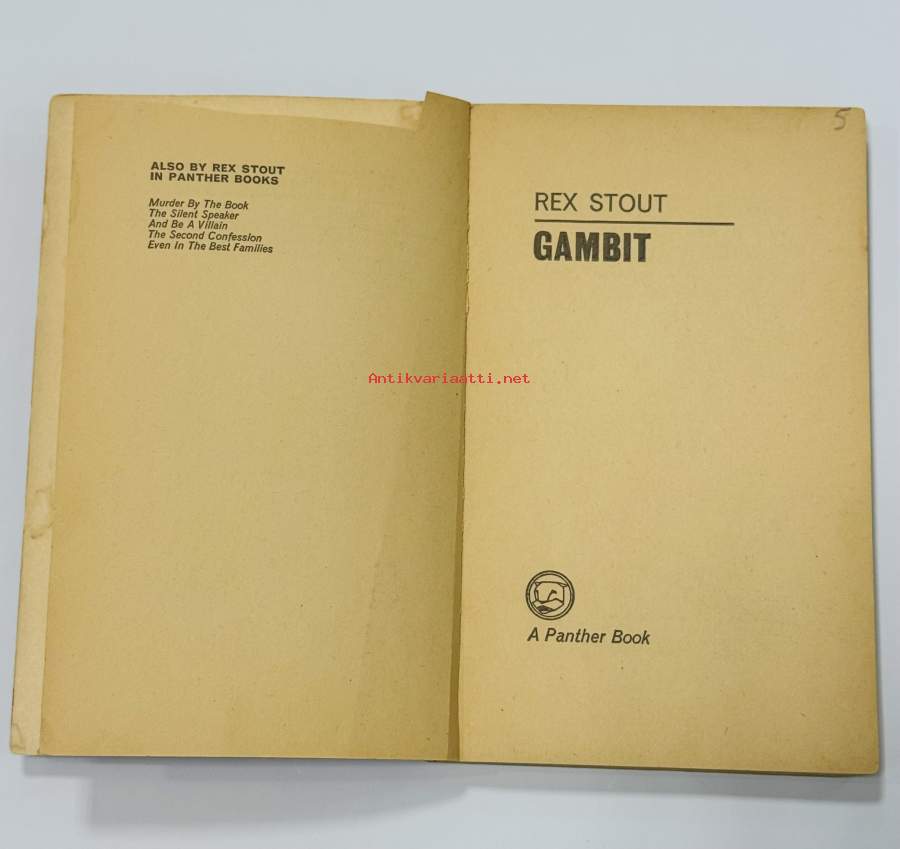 ALSO BY REX STOUT
IN PANTHER BOOKS
Murder By The Book
The Silent Speaker
And Be A Villain
The Second Confession
Even In The Best Families
5
REX STOUT
GAMBIT
A Panther Book
Antikvariaatti.net